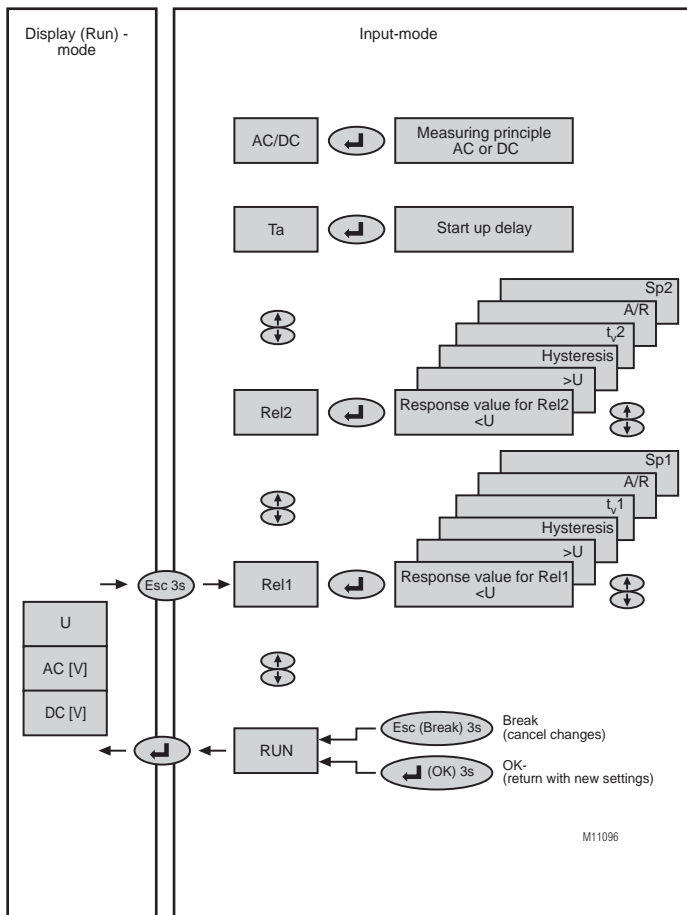 Display (Run) -
mode
Input-mode
AC/DC
Measuring principle
AC or DC
Ta
Start up delay
Sp2
A/R
tv2
Hysteresis
>U
Rel2
Response value for Rel2
<U
Sp1
A/R
tv1
Hysteresis
>U
Esc 3s
Rel1
Response value for Rel1
<U
U
AC [V]
DC [V]
RUN
Esc (Break) 3s
Break
(cancel changes)
(OK) 3s
OK-
(return with new settings)
M11096